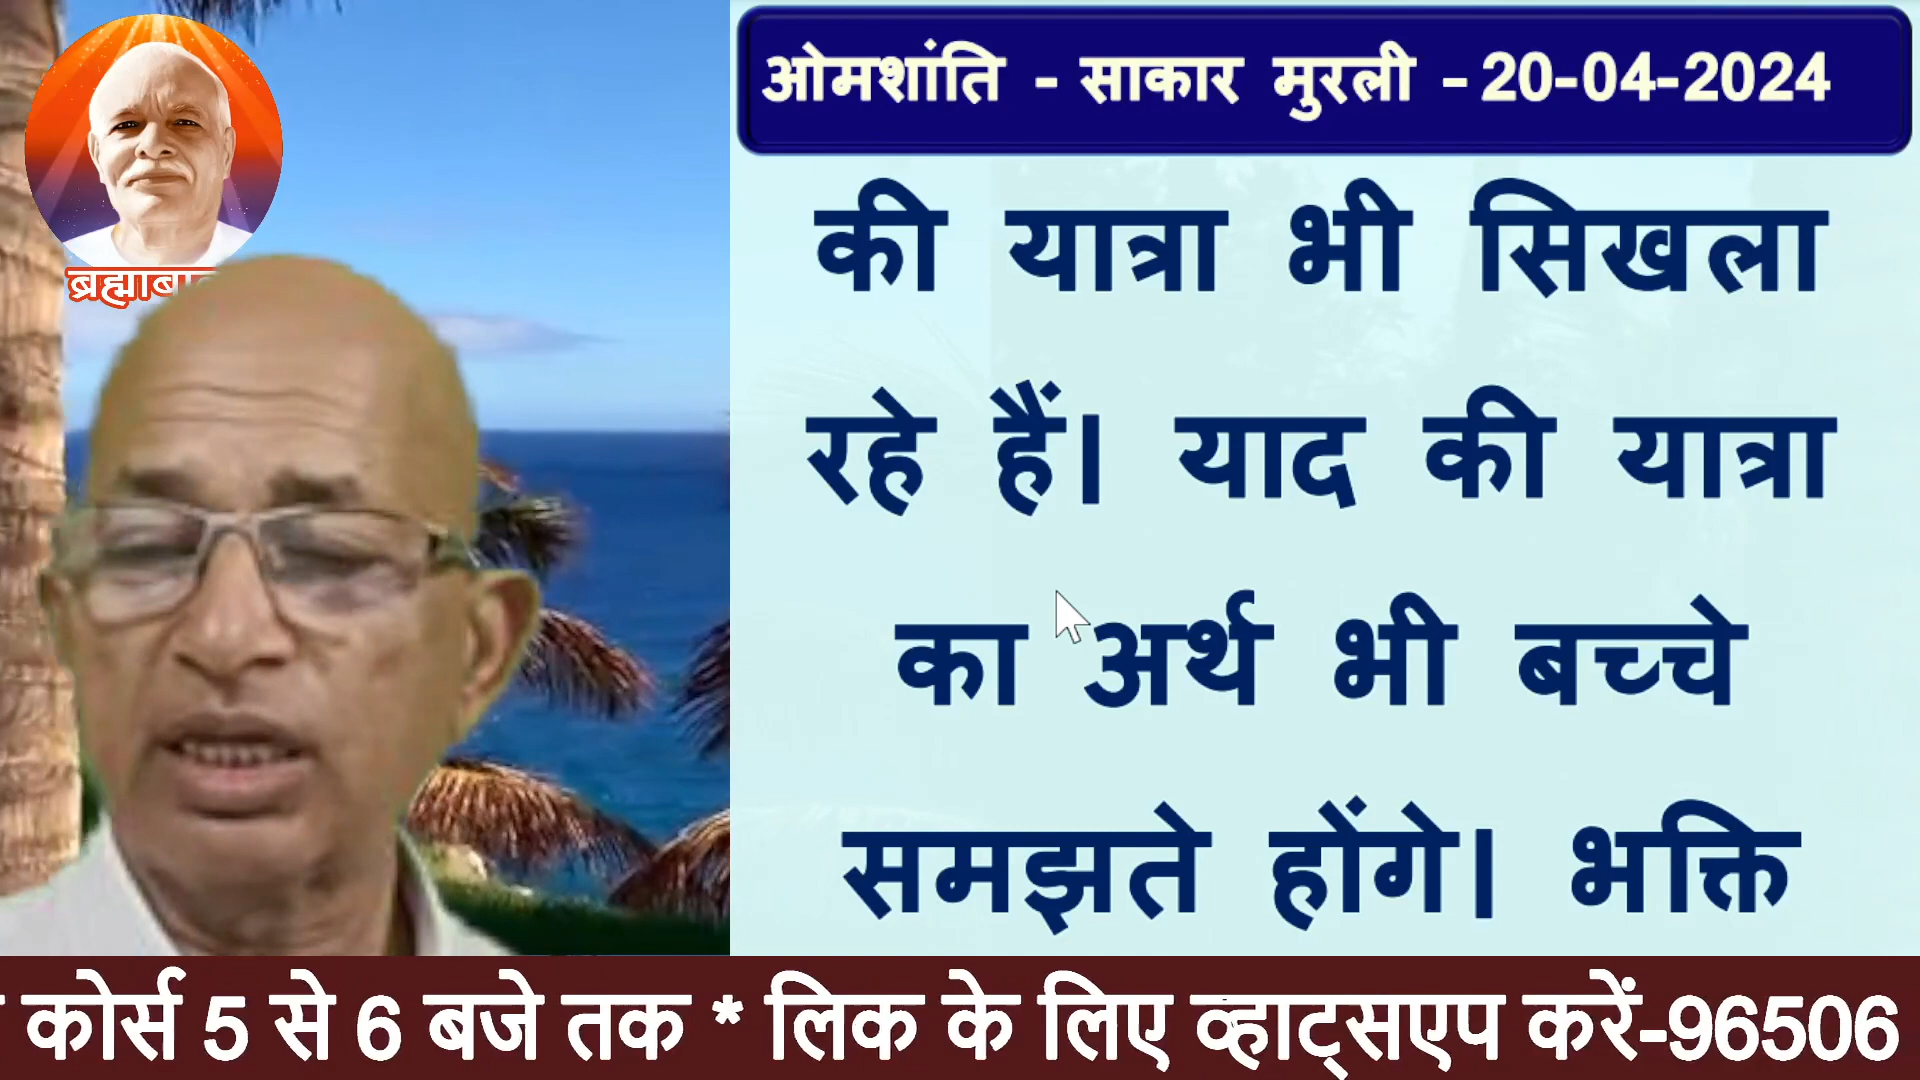 ओमशांति - साकार मुरली - 20-04-2024
की यात्रा भी सिखला
रहे हैं। याद की यात्रा
का अर्थ भी बच्चे
समझते होंगे। भक्ति
कोर्स 5 से 6 बजे तक * लिंक के लिए व्हाट्सएप करें-96506